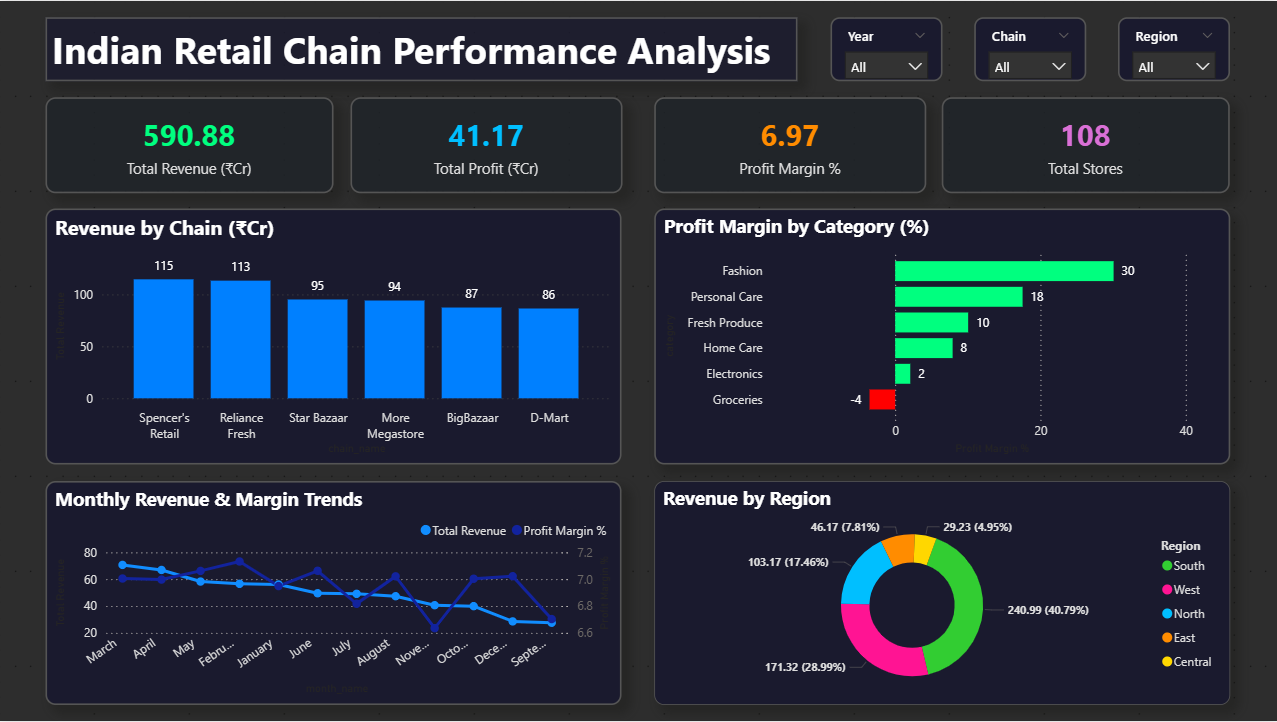 Indian Retail Chain Performance Analysis
Year
All
Chain
All
Region
All
590.88
Total Revenue (₹Cr)
41.17
Total Profit (₹Cr)
6.97
Profit Margin %
108
Total Stores
Revenue by Chain (₹Cr)
Total Revenue
100
50
0
115
113
95
94
87
86
Spencer's
Retail
Reliance
Fresh
Star Bazaar
More
Megastore
BigBazaar
D-Mart
chain_name
Profit Margin by Category (%)
category
Fashion
30
Personal Care
18
Fresh Produce
10
Home Care
8
Electronics
2
Groceries
-4
0
20
40
Profit Margin %
Monthly Revenue & Margin Trends
Total Revenue
Profit Margin %
Total Revenue
80
60
40
20
7.2
7.0
6.8
6.6
Profit Margin %
March
April
May
Febru...
January
June
July
August
Nove...
Octo...
Dece...
Septe...
month_name
Revenue by Region
46.17 (7.81%)
29.23 (4.95%)
103.17 (17.46%)
240.99 (40.79%)
171.32 (28.99%)
Region
South
West
North
East
Central